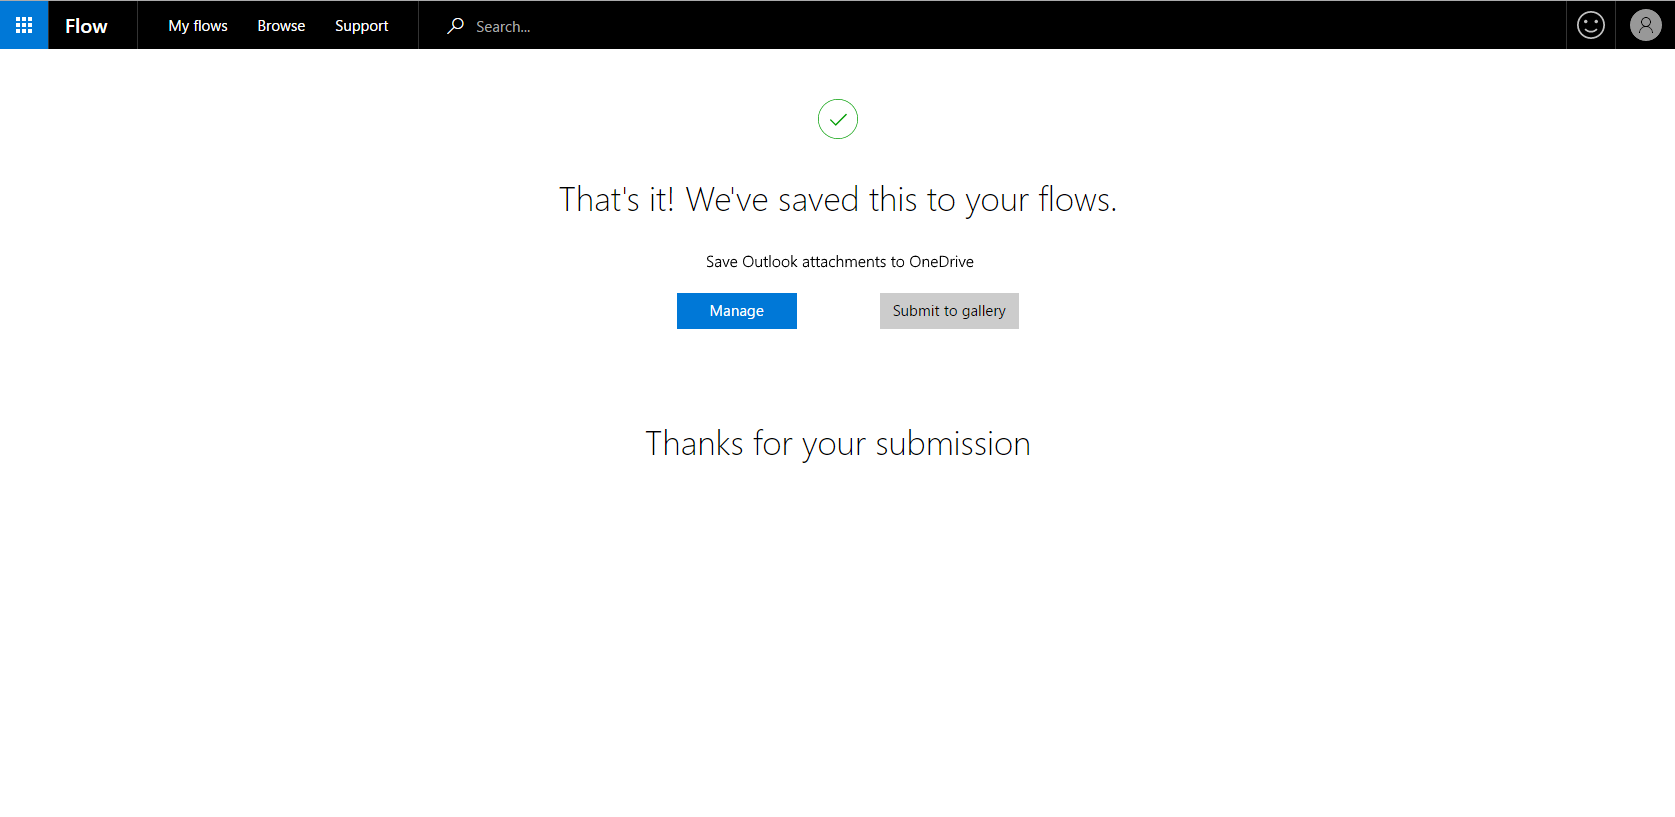 Flow My flows Browse Support Search...
That's it! We've saved this to your flows.
Save Outlook attachments to OneDrive
Manage Submit to gallery
Thanks for your submission